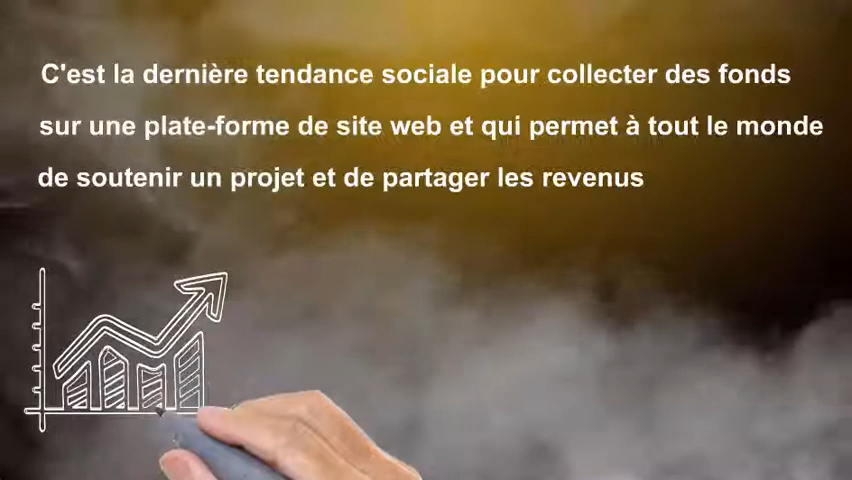 C'est la dernière tendance sociale pour collecter des fonds
sur une plate-forme de site web et qui permet à tout le monde
de soutenir un projet et de partager les revenus